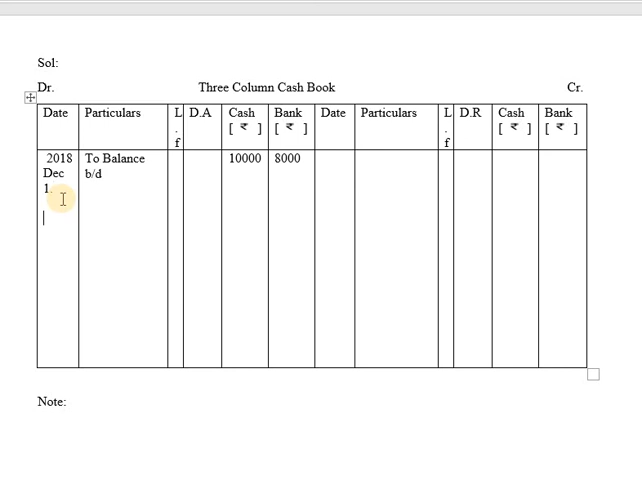 Sol:
Dr. Three Column Cash Book Cr.
Date Particulars L D.A Cash Bank Date Particulars L D.R Cash Bank
. [ ₹ ] [ ₹ ] . [ ₹ ] [ ₹ ]
f f
2018 To Balance 10000 8000
Dec b/d
1.
Note: